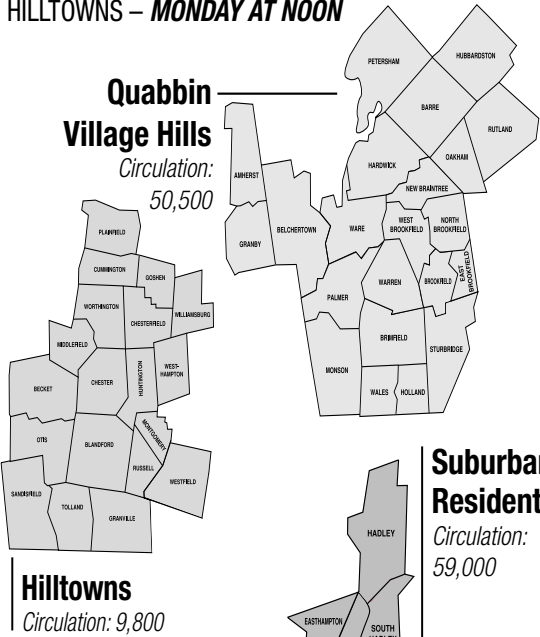 HILLTOWNS – MONDAY AT NOON
Quabbin
Village Hills
Circulation:
50,500
PETERSHAM
HUBBARDSTON
BARRE
RUTLAND
HARDWICK
OAKHAM
NEW BRAINTREE
AMHERST
BELCHERTOWN
GRANBY
WARE
WEST
BROOKFIELD
NORTH
BROOKFIELD
EAST
BROOKFIELD
BROOKFIELD
WARREN
PALMER
BRIMFIELD
STURBRIDGE
MONSON
WALES
HOLLAND
PLAINFIELD
CUMMINGTON
GOSHEN
WORTHINGTON
CHESTERFIELD
WILLIAMSBURG
MIDDLEFIELD
BECKET
CHESTER
HUNTINGTON
WEST-
HAMPTON
OTIS
BLANDFORD
MONTGOMERY
RUSSELL
WESTFIELD
SANDISFIELD
TOLLAND
GRANVILLE
Hilltowns
Circulation: 9,800
Suburba
Resident
Circulation:
59,000
HADLEY
EASTHAMPTON
SOUTH